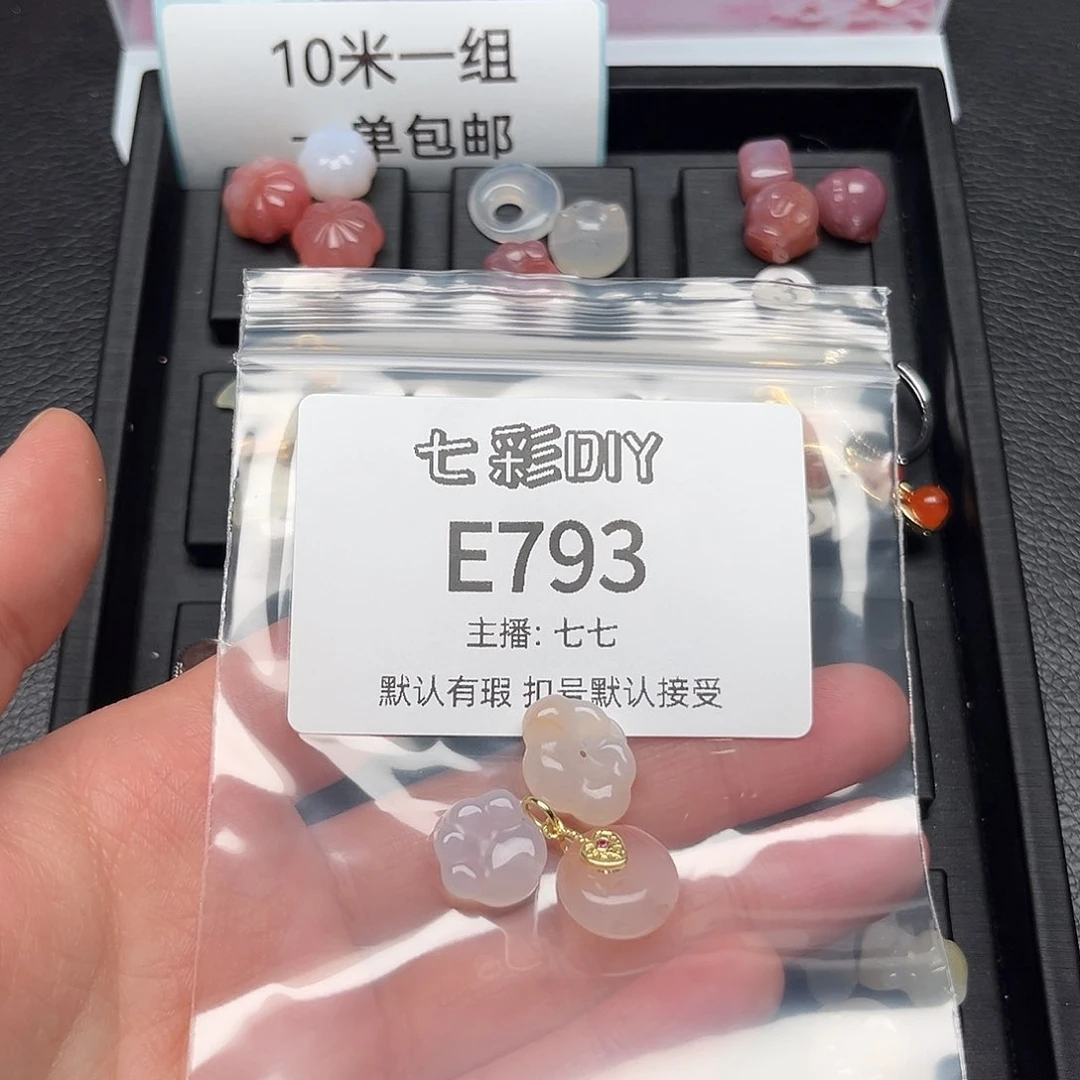 10米一组
一单包邮
七彩DIY
E793
主播: 七七
默认有瑕 扣号默认接受